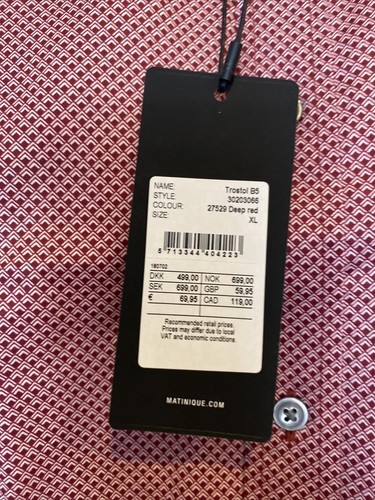 NAME: Trostol B5
STYLE: 30203066
COLOUR: 27529 Deep red
SIZE: XL
5 713344 404223
180702
DKK 499,00 NOK 699,00
SEK 699,00 GBP 59,95
€ 69,95 CAD 119,00
Recommended retail prices.
Prices may differ due to local
VAT and economic conditions.
MATINIQUE.COM